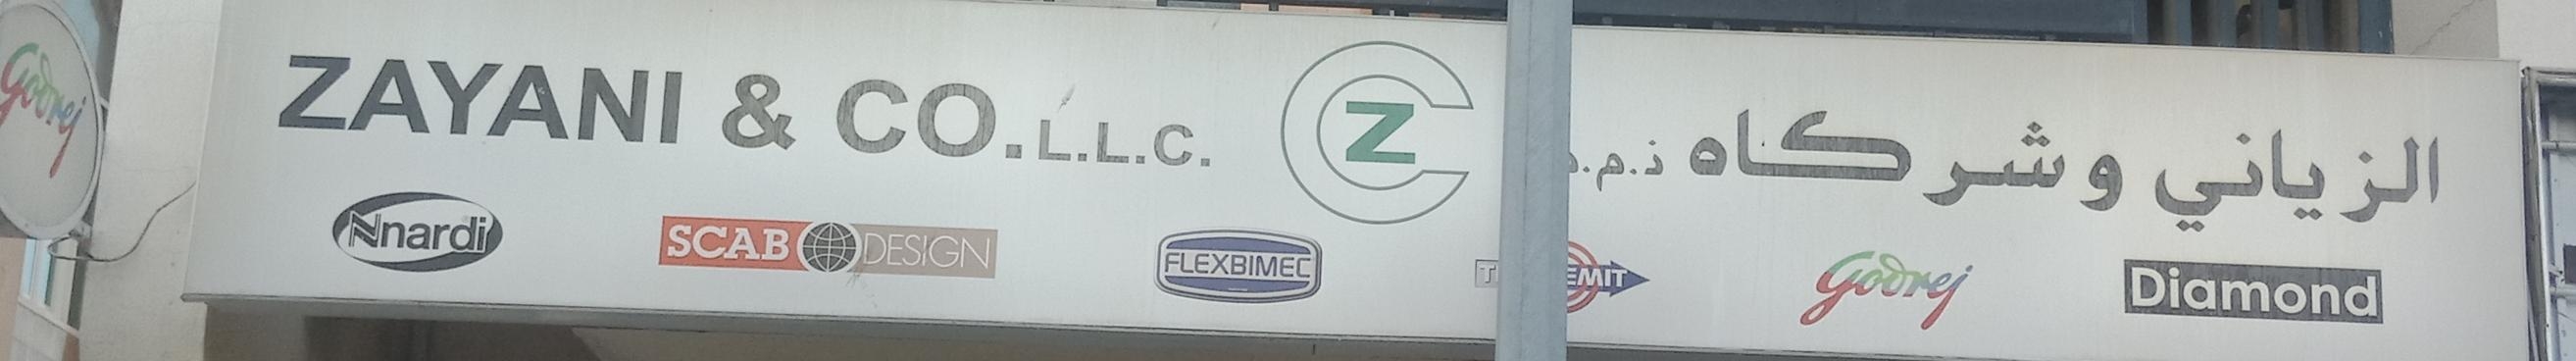 Godrej
ZAYANI & CO. L.L.C.
Z
الزياني وشركاه ذ.م.م
Nnardi
SCAB DESIGN
FLEXBIMEC
Godrej
Diamond